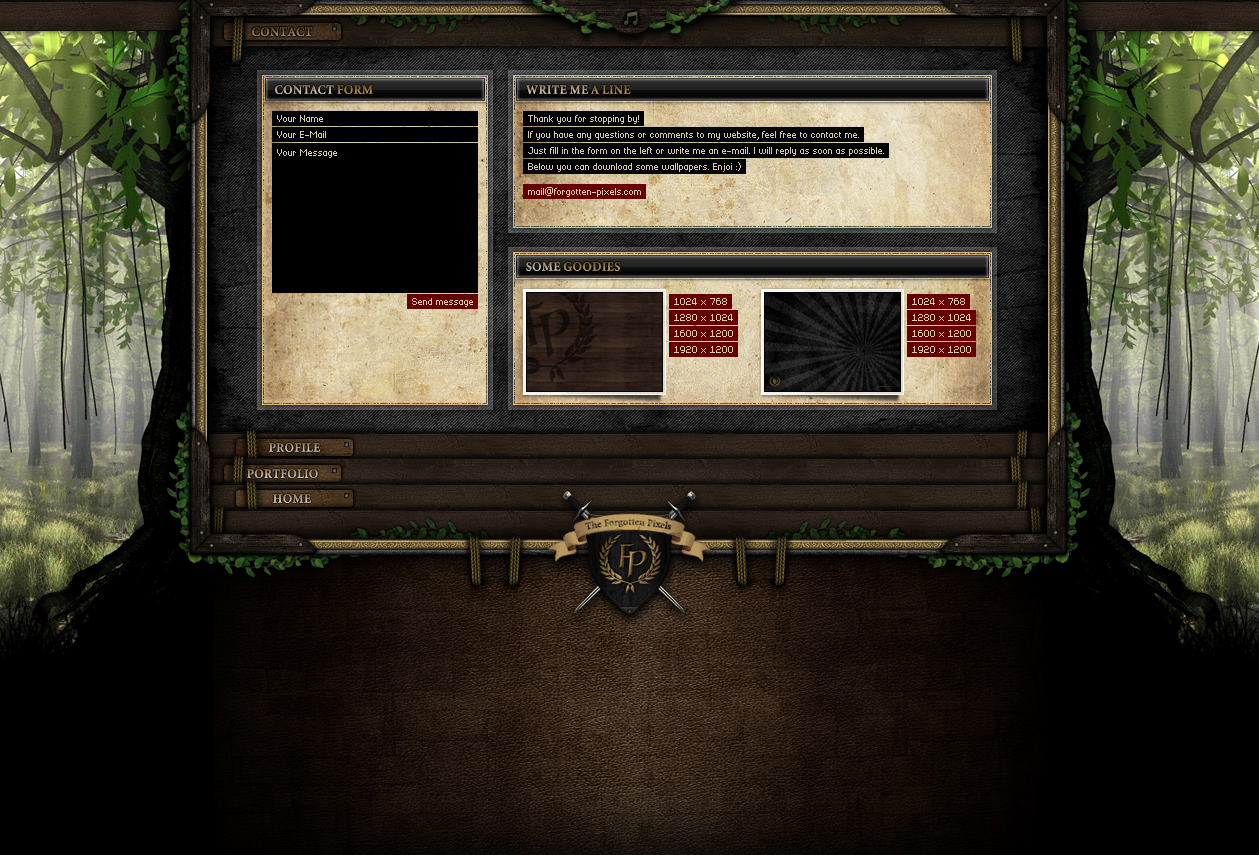 CONTACT
CONTACT FORM
Your Name
Your E-Mail
Your Message
Send message
WRITE ME A LINE
Thank you for stopping by!
If you have any questions or comments to my website, feel free to contact me.
Just fill in the form on the left or write me an e-mail. I will reply as soon as possible.
Below you can download some wallpapers. Enjoi :)
mail@forgotten-pixels.com
SOME GOODIES
FP
1024 x 768
1280 x 1024
1600 x 1200
1920 x 1200
1024 x 768
1280 x 1024
1600 x 1200
1920 x 1200
PROFILE
PORTFOLIO
HOME
The Forgotten Pixels
FP